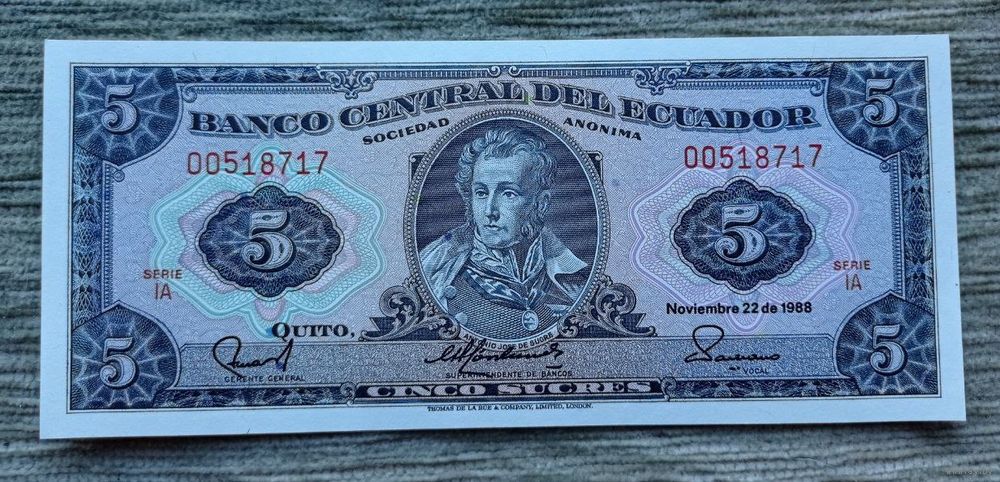 5 5
BANCO CENTRAL DEL ECUADOR
SOCIEDAD ANONIMA
00518717 00518717
5 5
SERIE IA SERIE IA
Noviembre 22 de 1988
QUITO,
ANTONIO JOSE DE SUCRE
5 5
GERENTE GENERAL SUPERINTENDENTE DE BANCOS VOCAL
CINCO SUCRES
THOMAS DE LA RUE & COMPANY, LIMITED, LONDON.